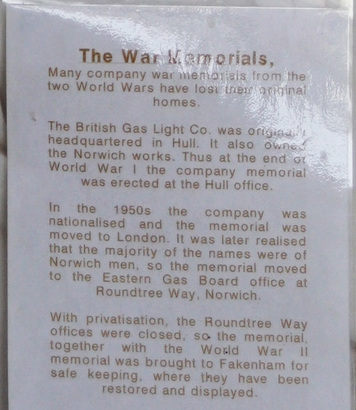 The War Memorials,
Many company war memorials from the
two World Wars have lost their original
homes.
The British Gas Light Co. was originally
headquartered in Hull. It also owned
the Norwich works. Thus at the end of
World War I the company memorial
was erected at the Hull office.
In the 1950s the company was
nationalised and the memorial was
moved to London. It was later realised
that the majority of the names were of
Norwich men, so the memorial moved
to the Eastern Gas Board office at
Roundtree Way, Norwich.
With privatisation, the Roundtree Way
offices were closed, so the memorial,
together with the World War II
memorial was brought to Fakenham for
safe keeping, where they have been
restored and displayed.